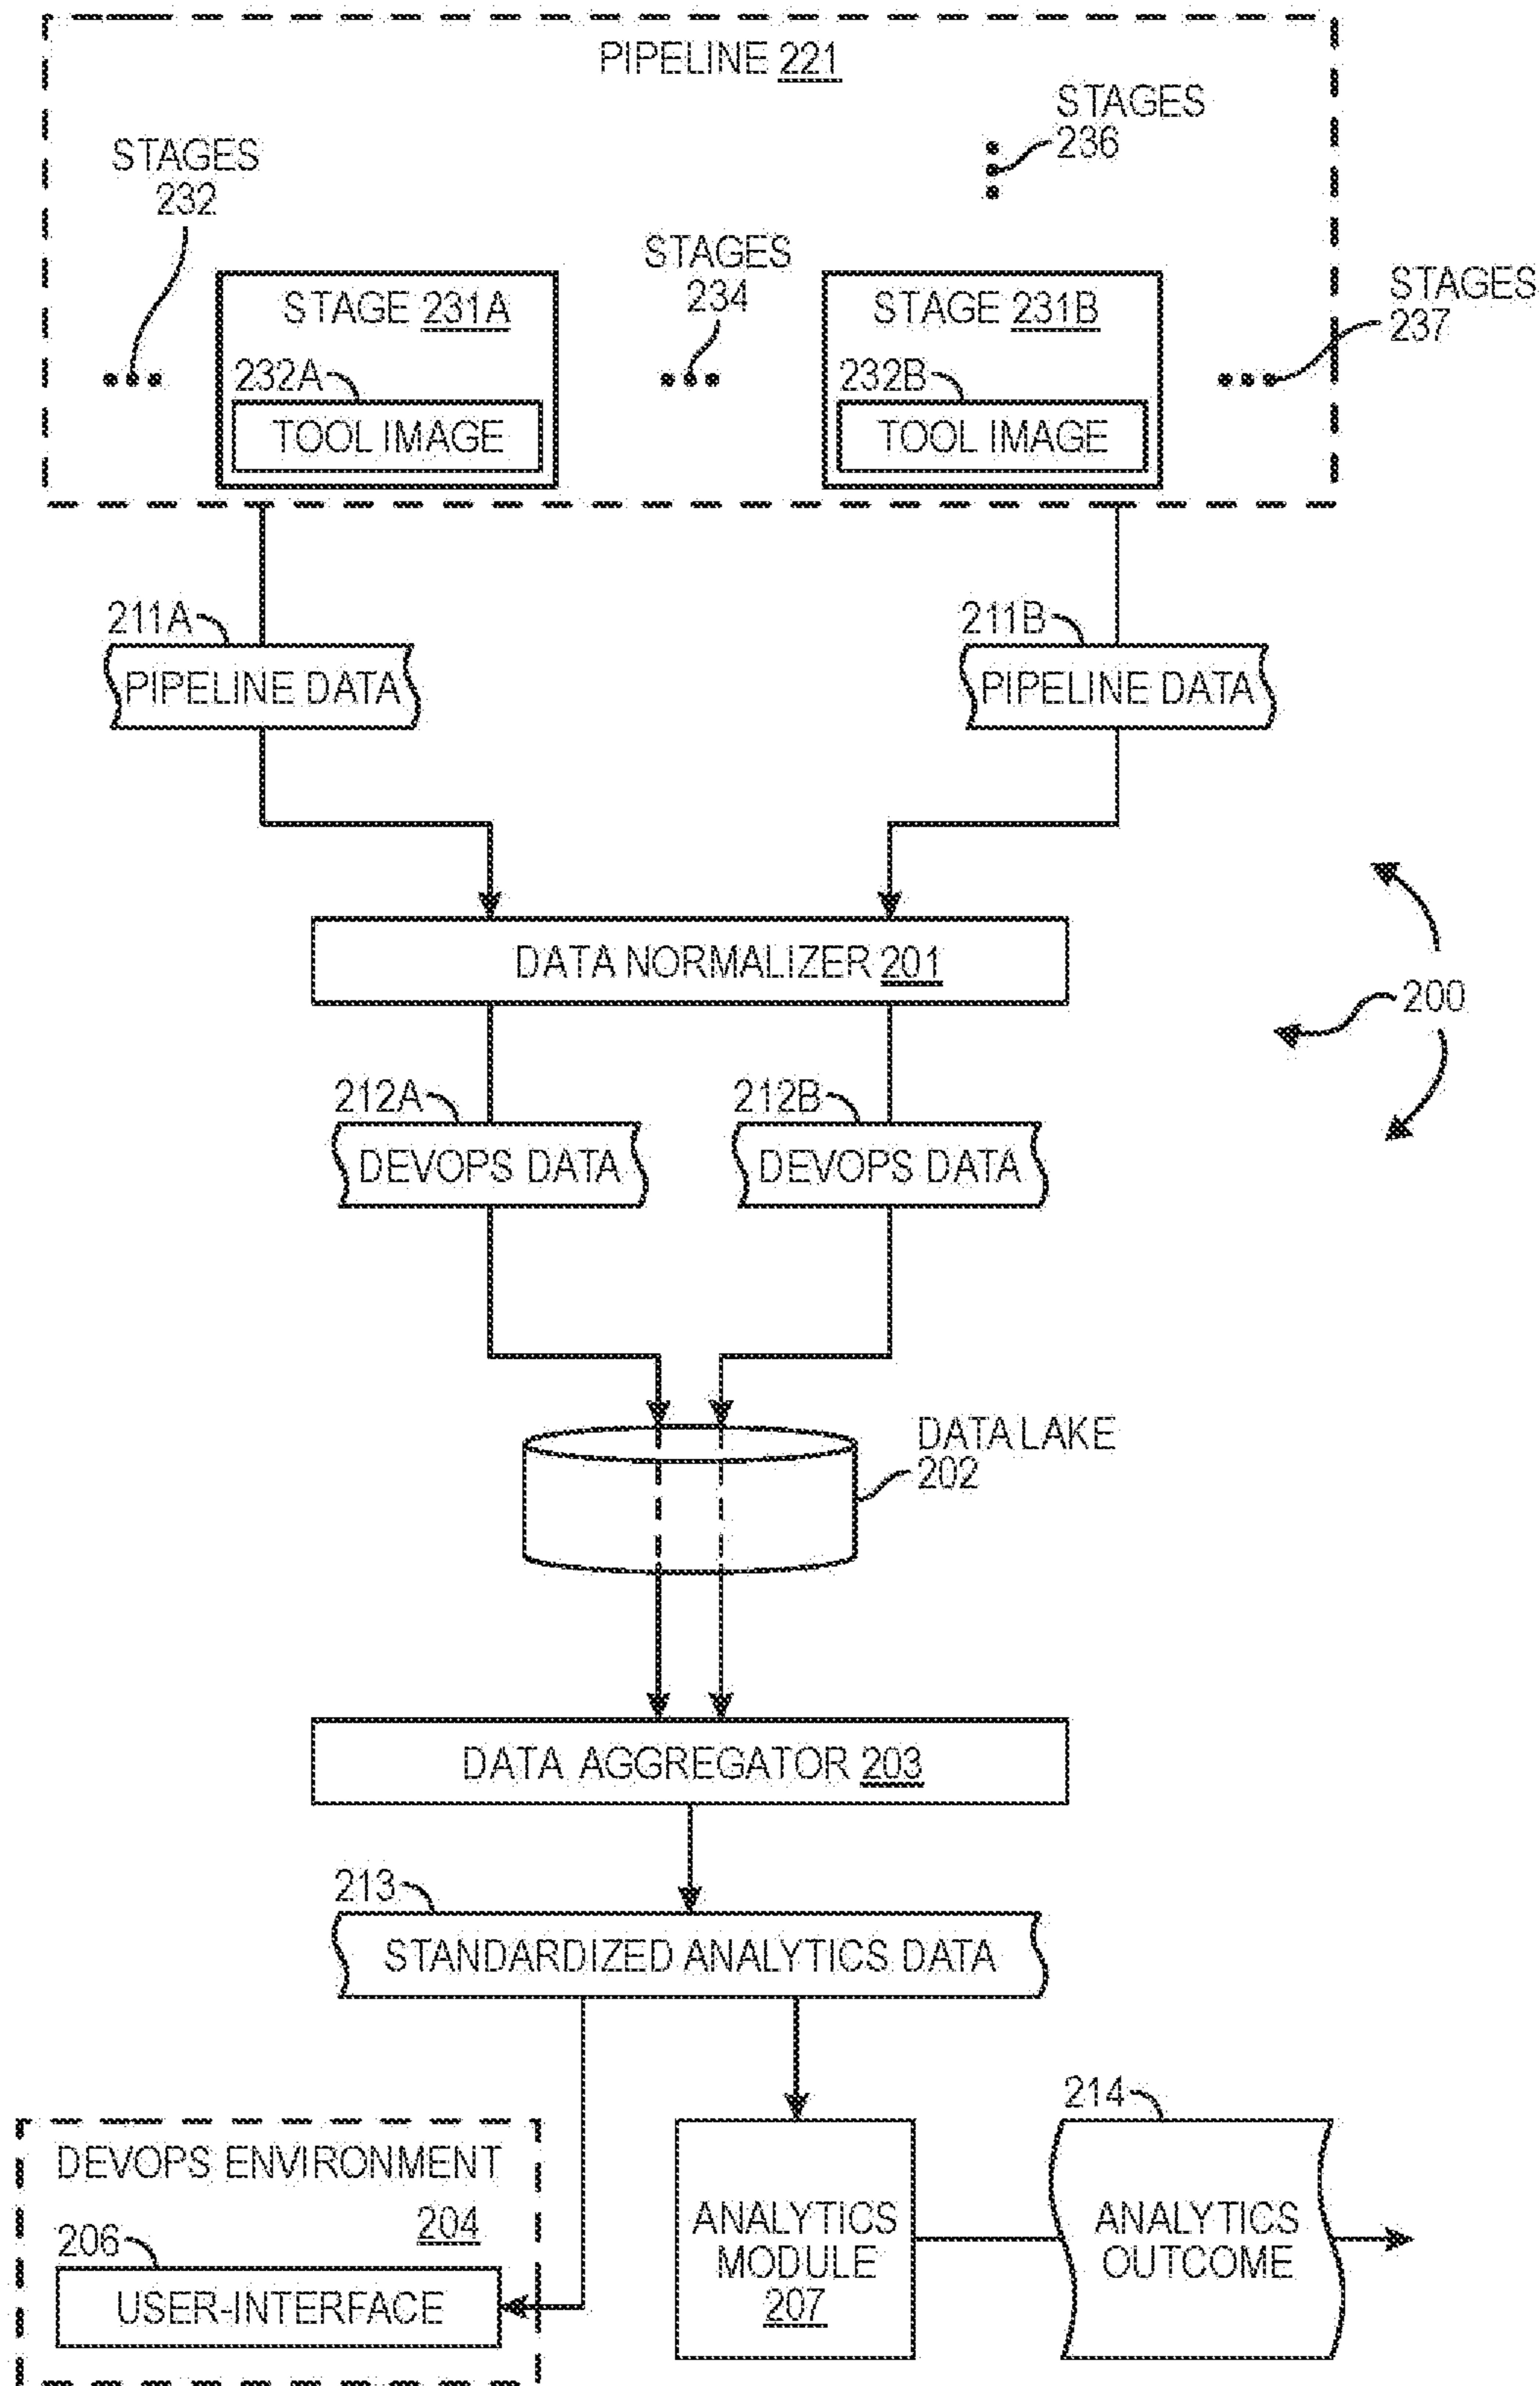 PIPELINE 221
STAGES
236
STAGES
232
STAGES
234
STAGES
237
STAGE 231A
232A
TOOL IMAGE
STAGE 231B
232B
TOOL IMAGE
211A
PIPELINE DATA
211B
PIPELINE DATA
DATA NORMALIZER 201
200
212A
DEVOPS DATA
212B
DEVOPS DATA
DATA LAKE
202
DATA AGGREGATOR 203
213
STANDARDIZED ANALYTICS DATA
DEVOPS ENVIRONMENT
204
206
USER-INTERFACE
ANALYTICS
MODULE
207
214
ANALYTICS
OUTCOME